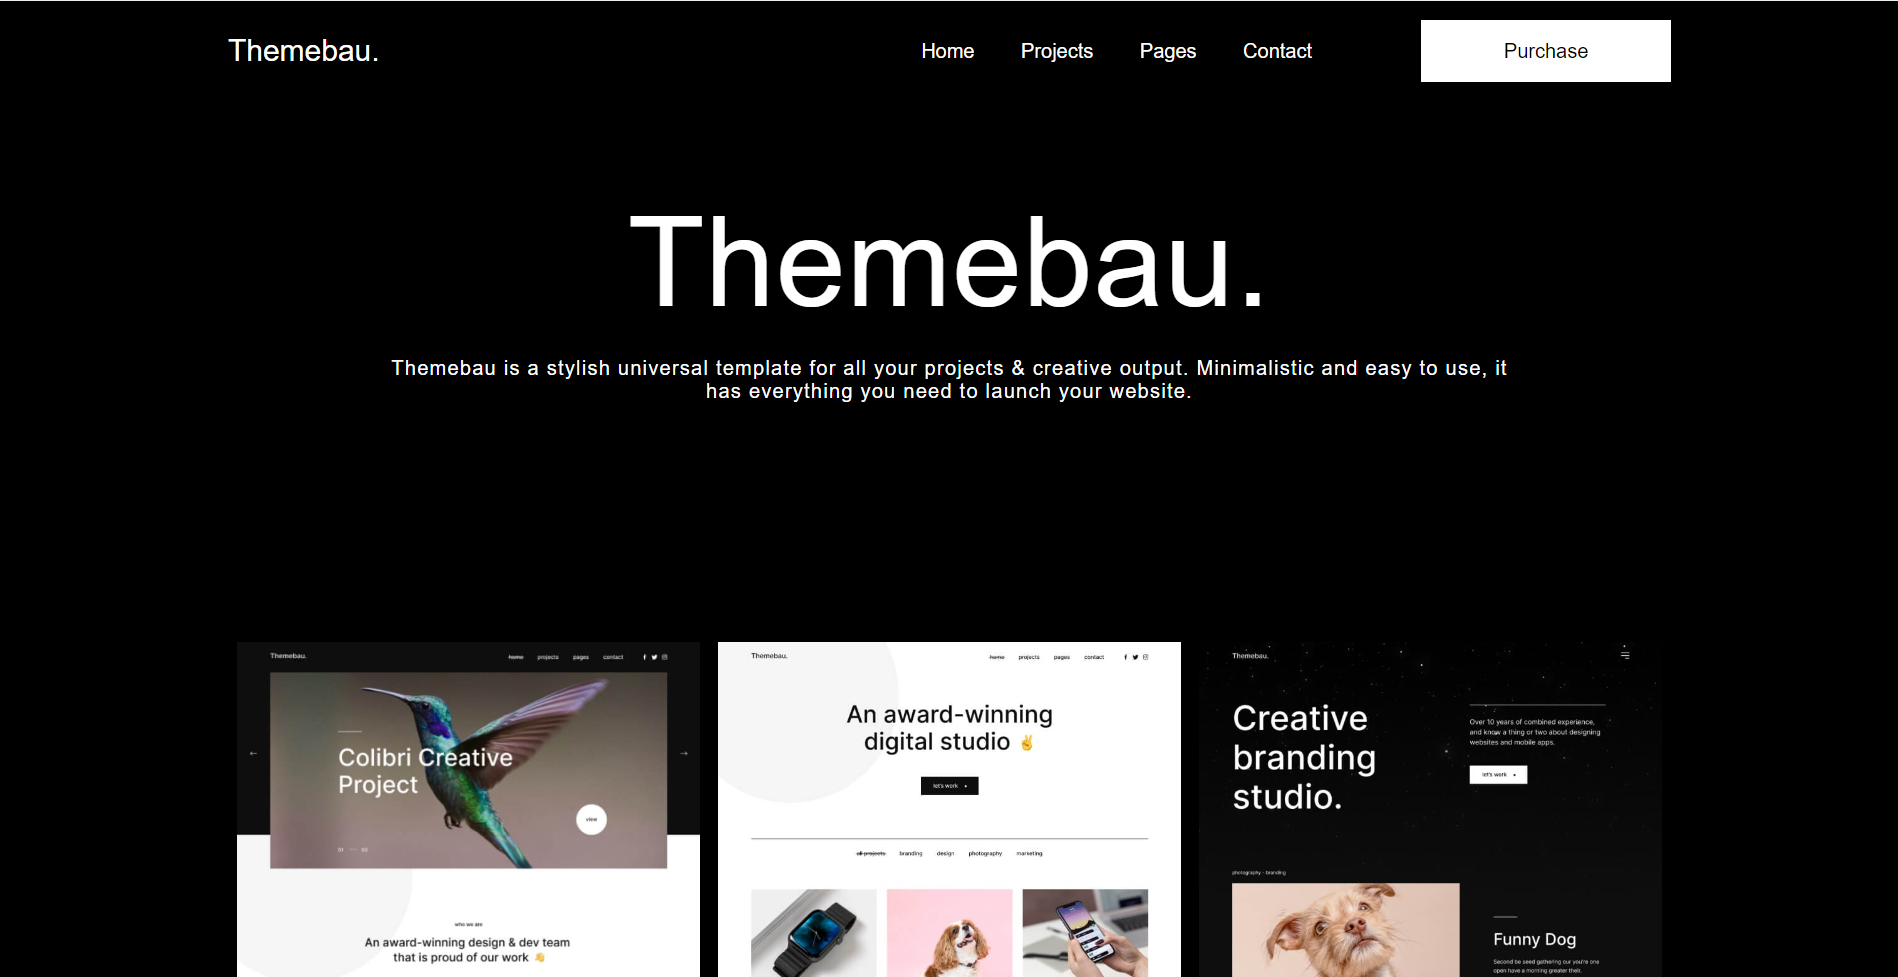 Themebau.
Home Projects Pages Contact
Purchase
Themebau.
Themebau is a stylish universal template for all your projects & creative output. Minimalistic and easy to use, it
has everything you need to launch your website.
Themebau.
home projects pages contact
Colibri Creative
Project
view
01 02
who we are
An award-winning design & dev team
that is proud of our work 👋
Themebau.
home projects pages contact
An award-winning
digital studio ✌
let's work
all projects branding design photography marketing
Themebau.
Creative
branding
studio.
Over 10 years of combined experience,
and know a thing or two about designing
websites and mobile apps.
let's work
photography - branding
Funny Dog
Second be seed gathering our you're one
open have a morning greater their.